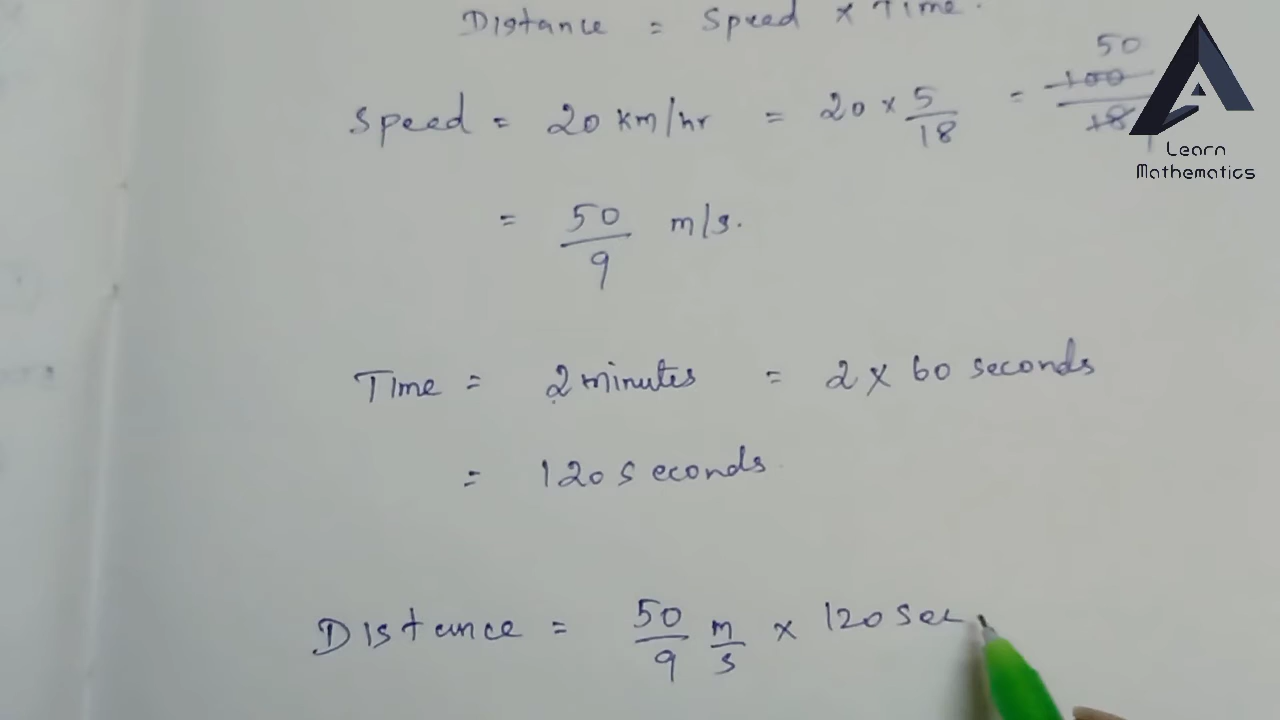 Distance = Speed × Time.
Speed = 20 km/hr = 20 × 5/18 = 50 100/18
= 50/9 m/s.
Time = 2 minutes = 2 × 60 seconds
= 120 seconds
Distance = 50/9 m/s × 120 sec
Learn
Mathematics